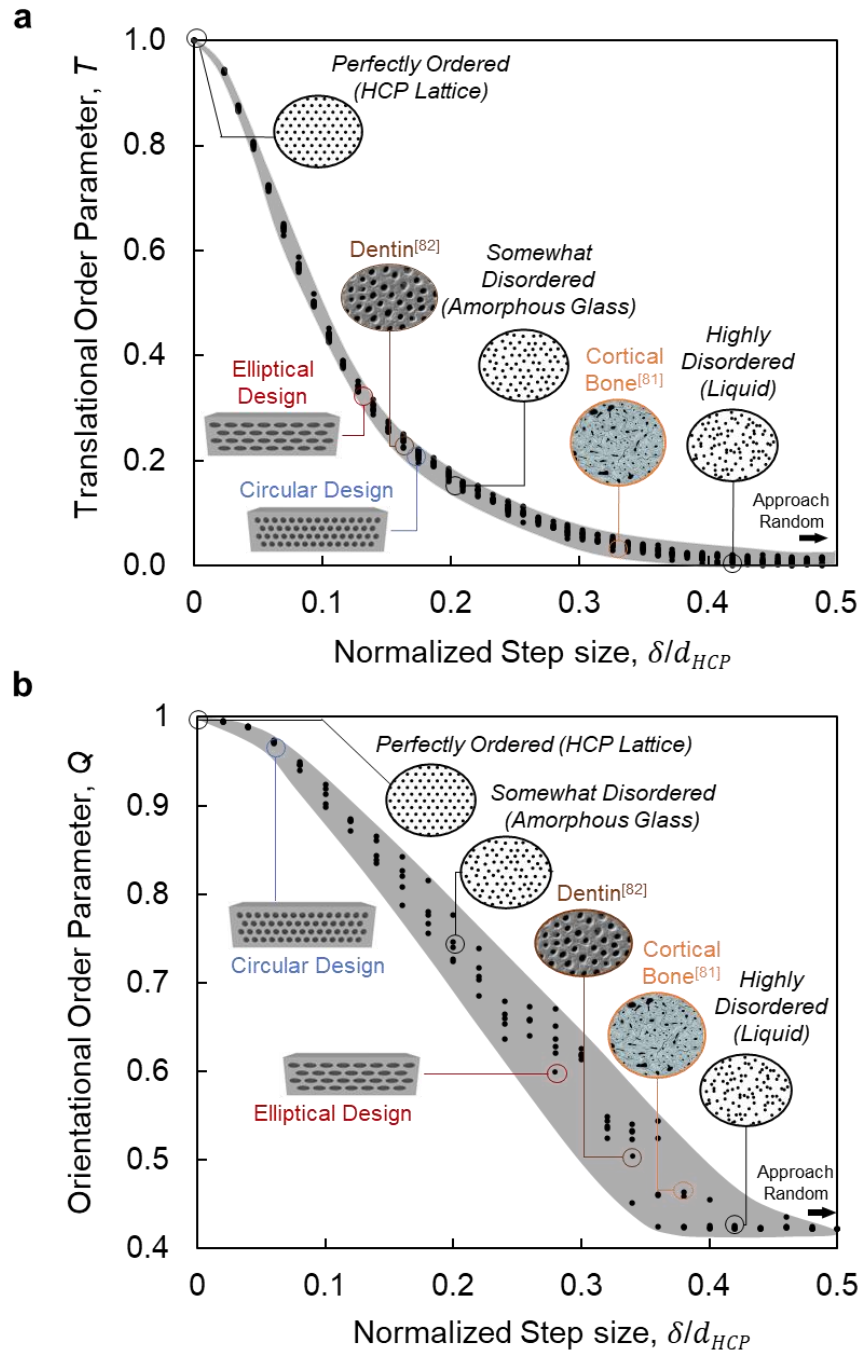 a
Translational Order Parameter, T
1.0
0.8
0.6
0.4
0.2
0.0
Perfectly Ordered
(HCP Lattice)
Dentin[82]
Somewhat
Disordered
(Amorphous Glass)
Highly
Disordered
(Liquid)
Cortical
Bone[81]
Elliptical
Design
Circular Design
Approach
Random
0
0.1
0.2
0.3
0.4
0.5
Normalized Step size, δ/d_HCP
b
Orientational Order Parameter, Q
1
0.9
0.8
0.7
0.6
0.5
0.4
Perfectly Ordered (HCP Lattice)
Somewhat Disordered
(Amorphous Glass)
Dentin[82]
Cortical
Bone[81]
Highly
Disordered
(Liquid)
Circular Design
Elliptical Design
Approach
Random
0
0.1
0.2
0.3
0.4
0.5
Normalized Step size, δ/d_HCP